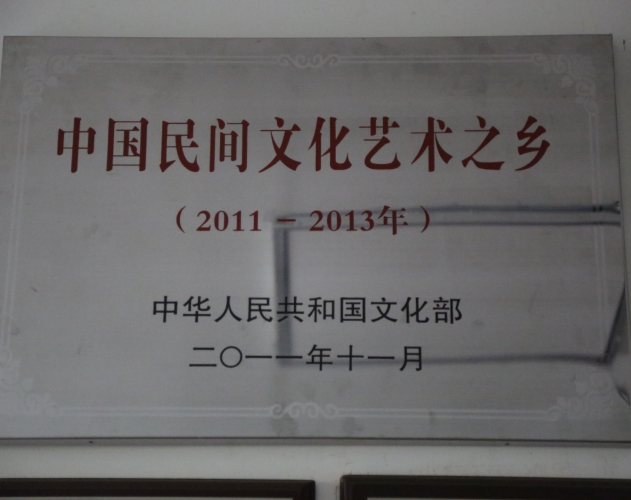 中国民间文化艺术之乡
（2011－2013年）
中华人民共和国文化部
二〇一一年十一月